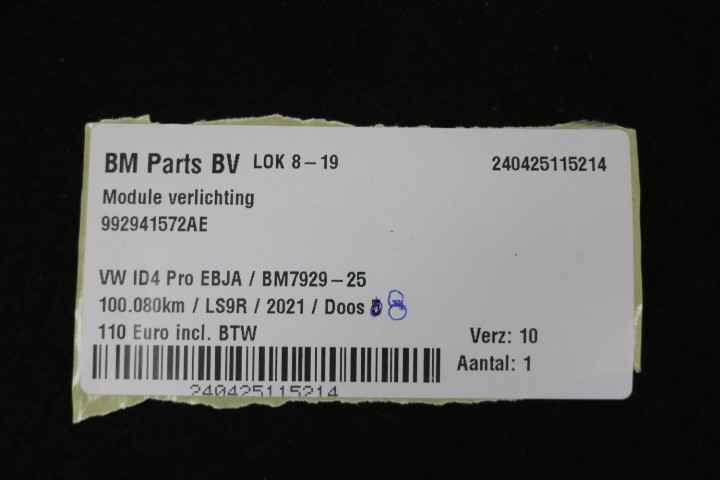 BM Parts BV LOK 8-19 240425115214
Module verlichting
992941572AE
VW ID4 Pro EBJA / BM7929-25
100.080km / LS9R / 2021 / Doos 8
110 Euro incl. BTW Verz: 10
Aantal: 1
240425115214